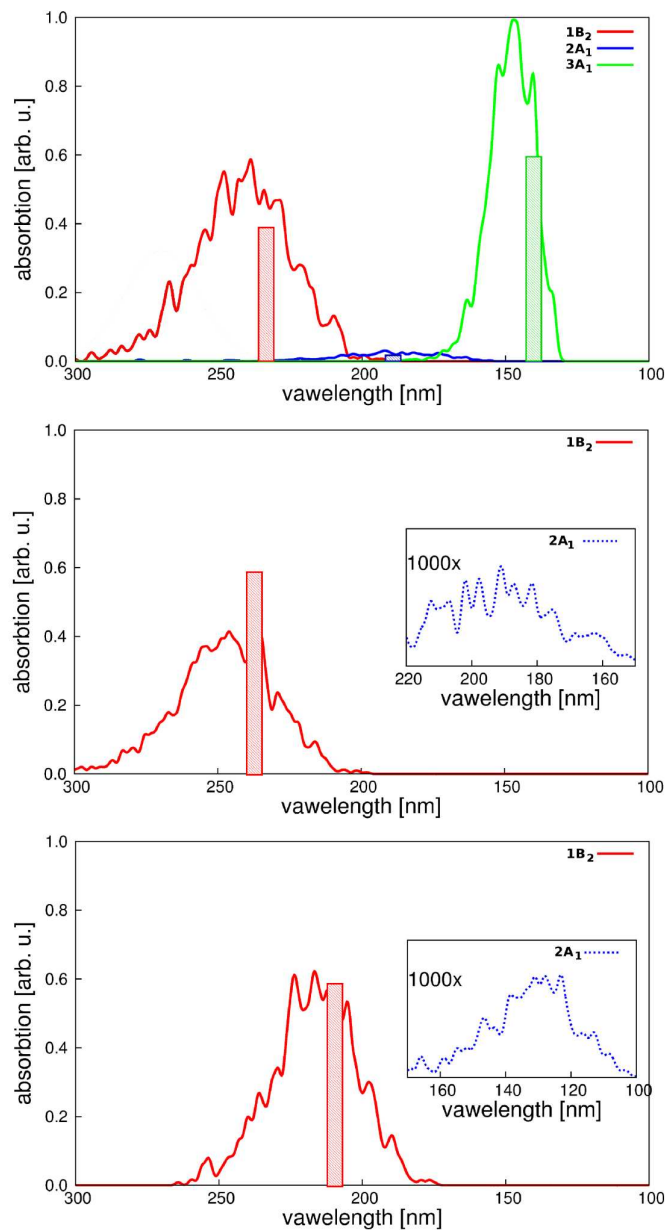 1B₂
2A₁
3A₁
1.0
0.8
0.6
0.4
0.2
0.0
absorbtion [arb. u.]
300 250 200 150 100
vawelength [nm]
1B₂
1.0
0.8
0.6
0.4
0.2
0.0
absorbtion [arb. u.]
2A₁
1000x
220 200 180 160
vawelength [nm]
300 250 200 150 100
vawelength [nm]
1B₂
1.0
0.8
0.6
0.4
0.2
0.0
absorbtion [arb. u.]
2A₁
1000x
160 140 120 100
vawelength [nm]
300 250 200 150 100
vawelength [nm]